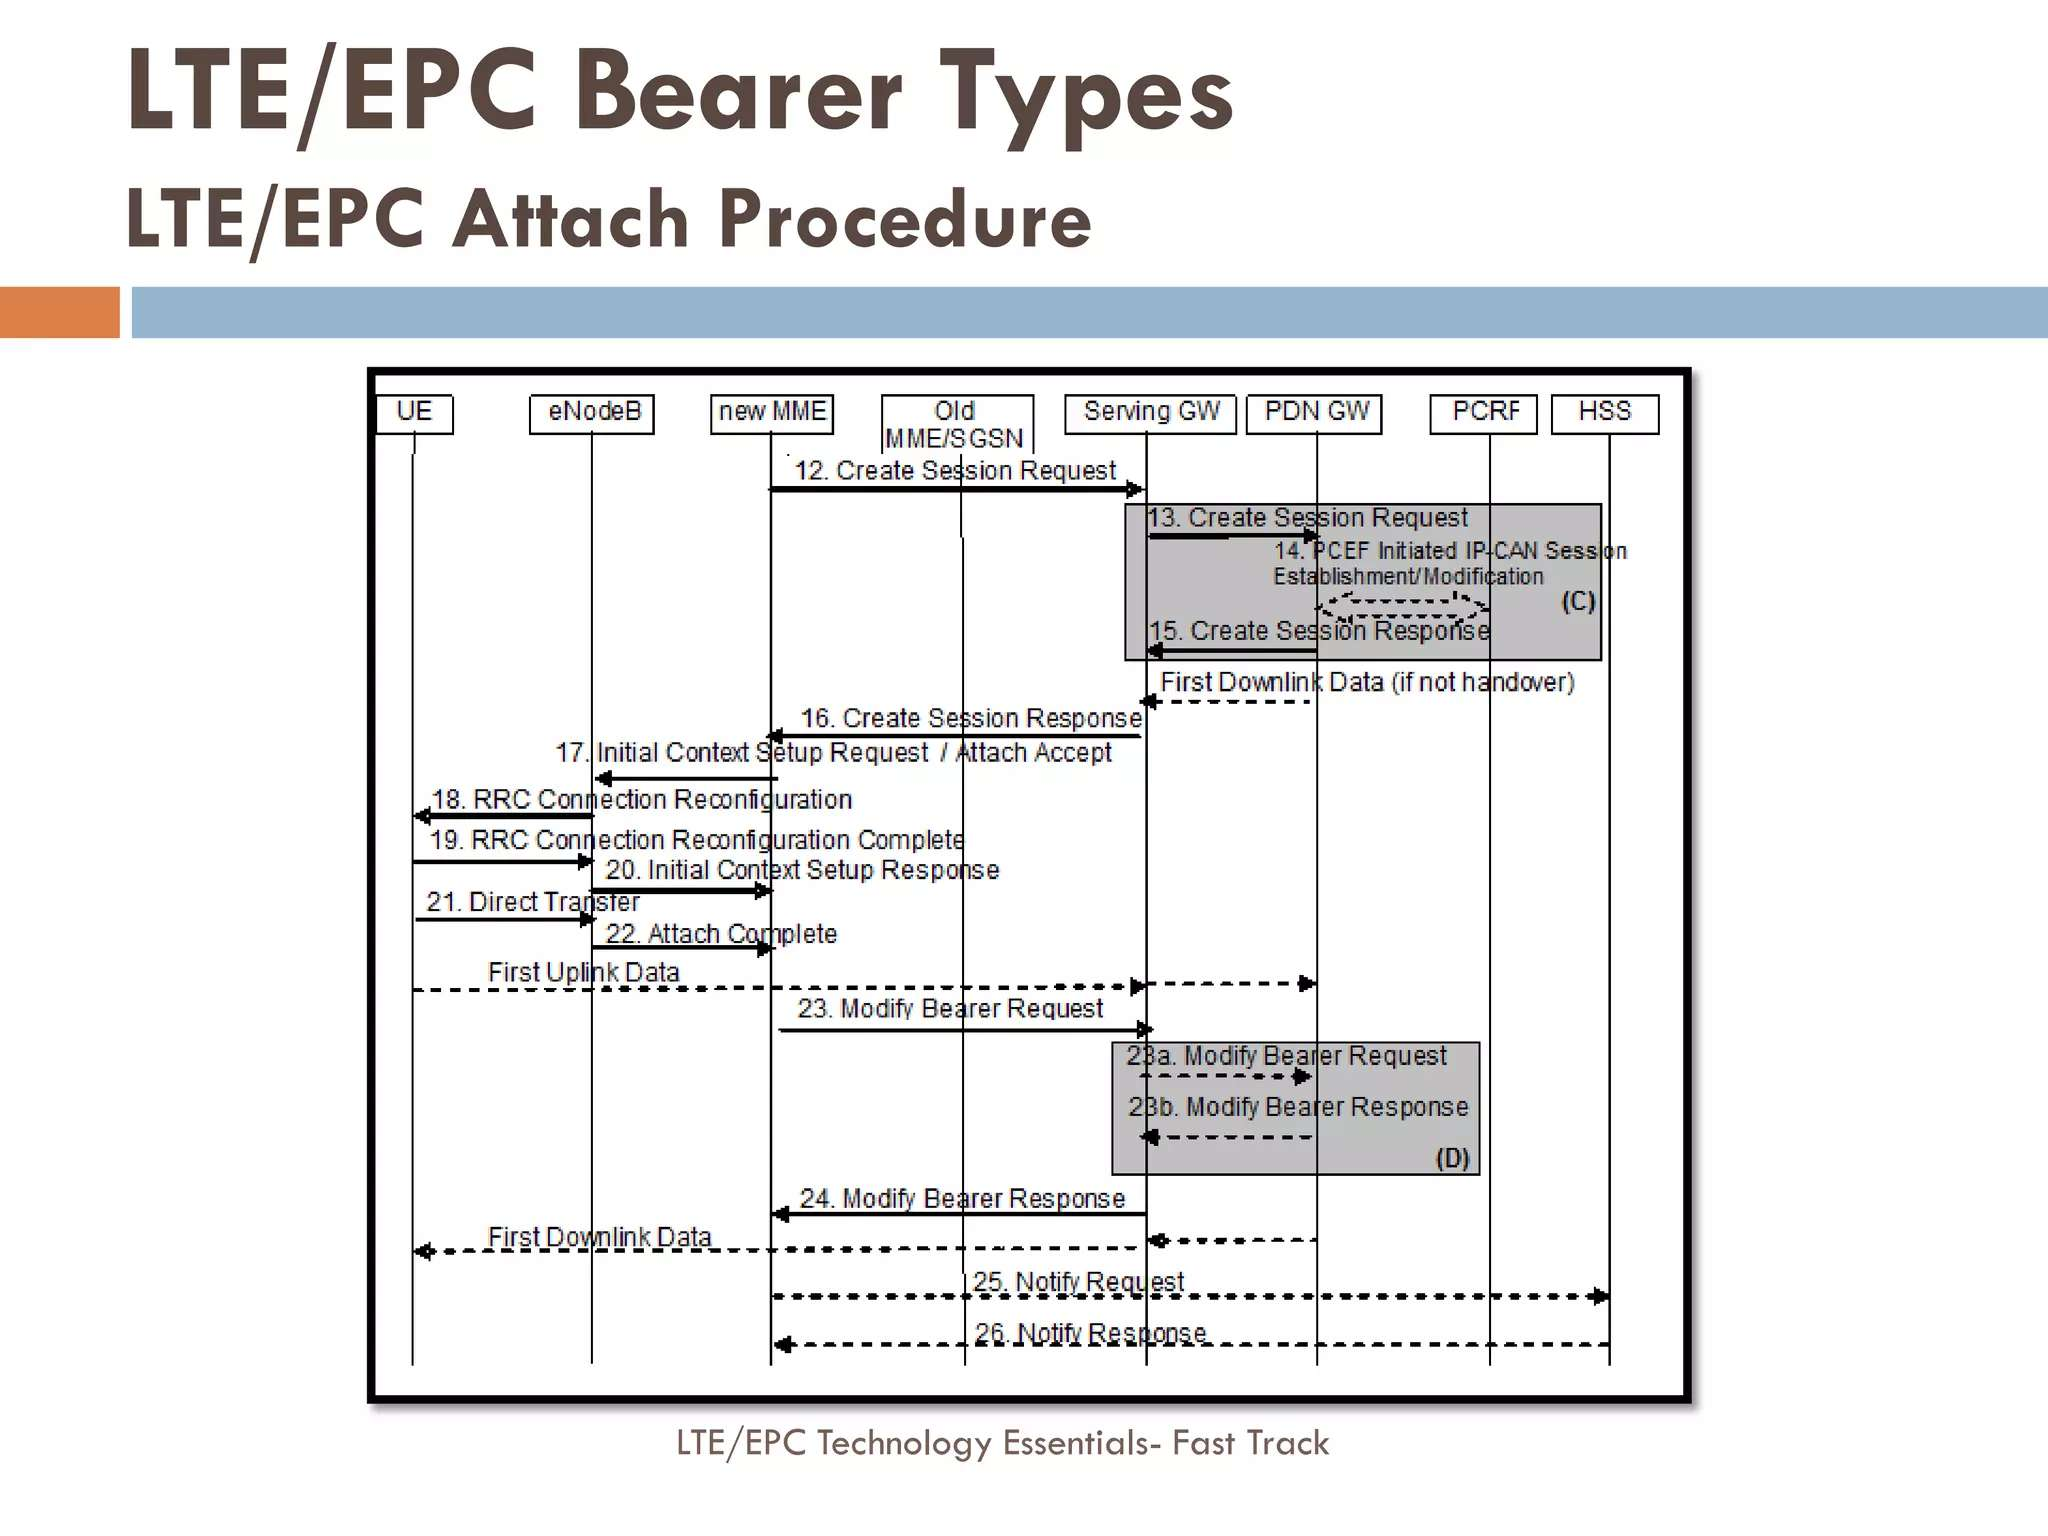 LTE/EPC Bearer Types
LTE/EPC Attach Procedure
UE
eNodeB
new MME
Old
MME/SGSN
Serving GW
PDN GW
PCRF
HSS
12. Create Session Request
13. Create Session Request
14. PCEF Initiated IP-CAN Session
Establishment/Modification
(C)
15. Create Session Response
First Downlink Data (if not handover)
16. Create Session Response
17. Initial Context Setup Request / Attach Accept
18. RRC Connection Reconfiguration
19. RRC Connection Reconfiguration Complete
20. Initial Context Setup Response
21. Direct Transfer
22. Attach Complete
First Uplink Data
23. Modify Bearer Request
23a. Modify Bearer Request
23b. Modify Bearer Response
(D)
24. Modify Bearer Response
First Downlink Data
25. Notify Request
26. Notify Response
LTE/EPC Technology Essentials- Fast Track